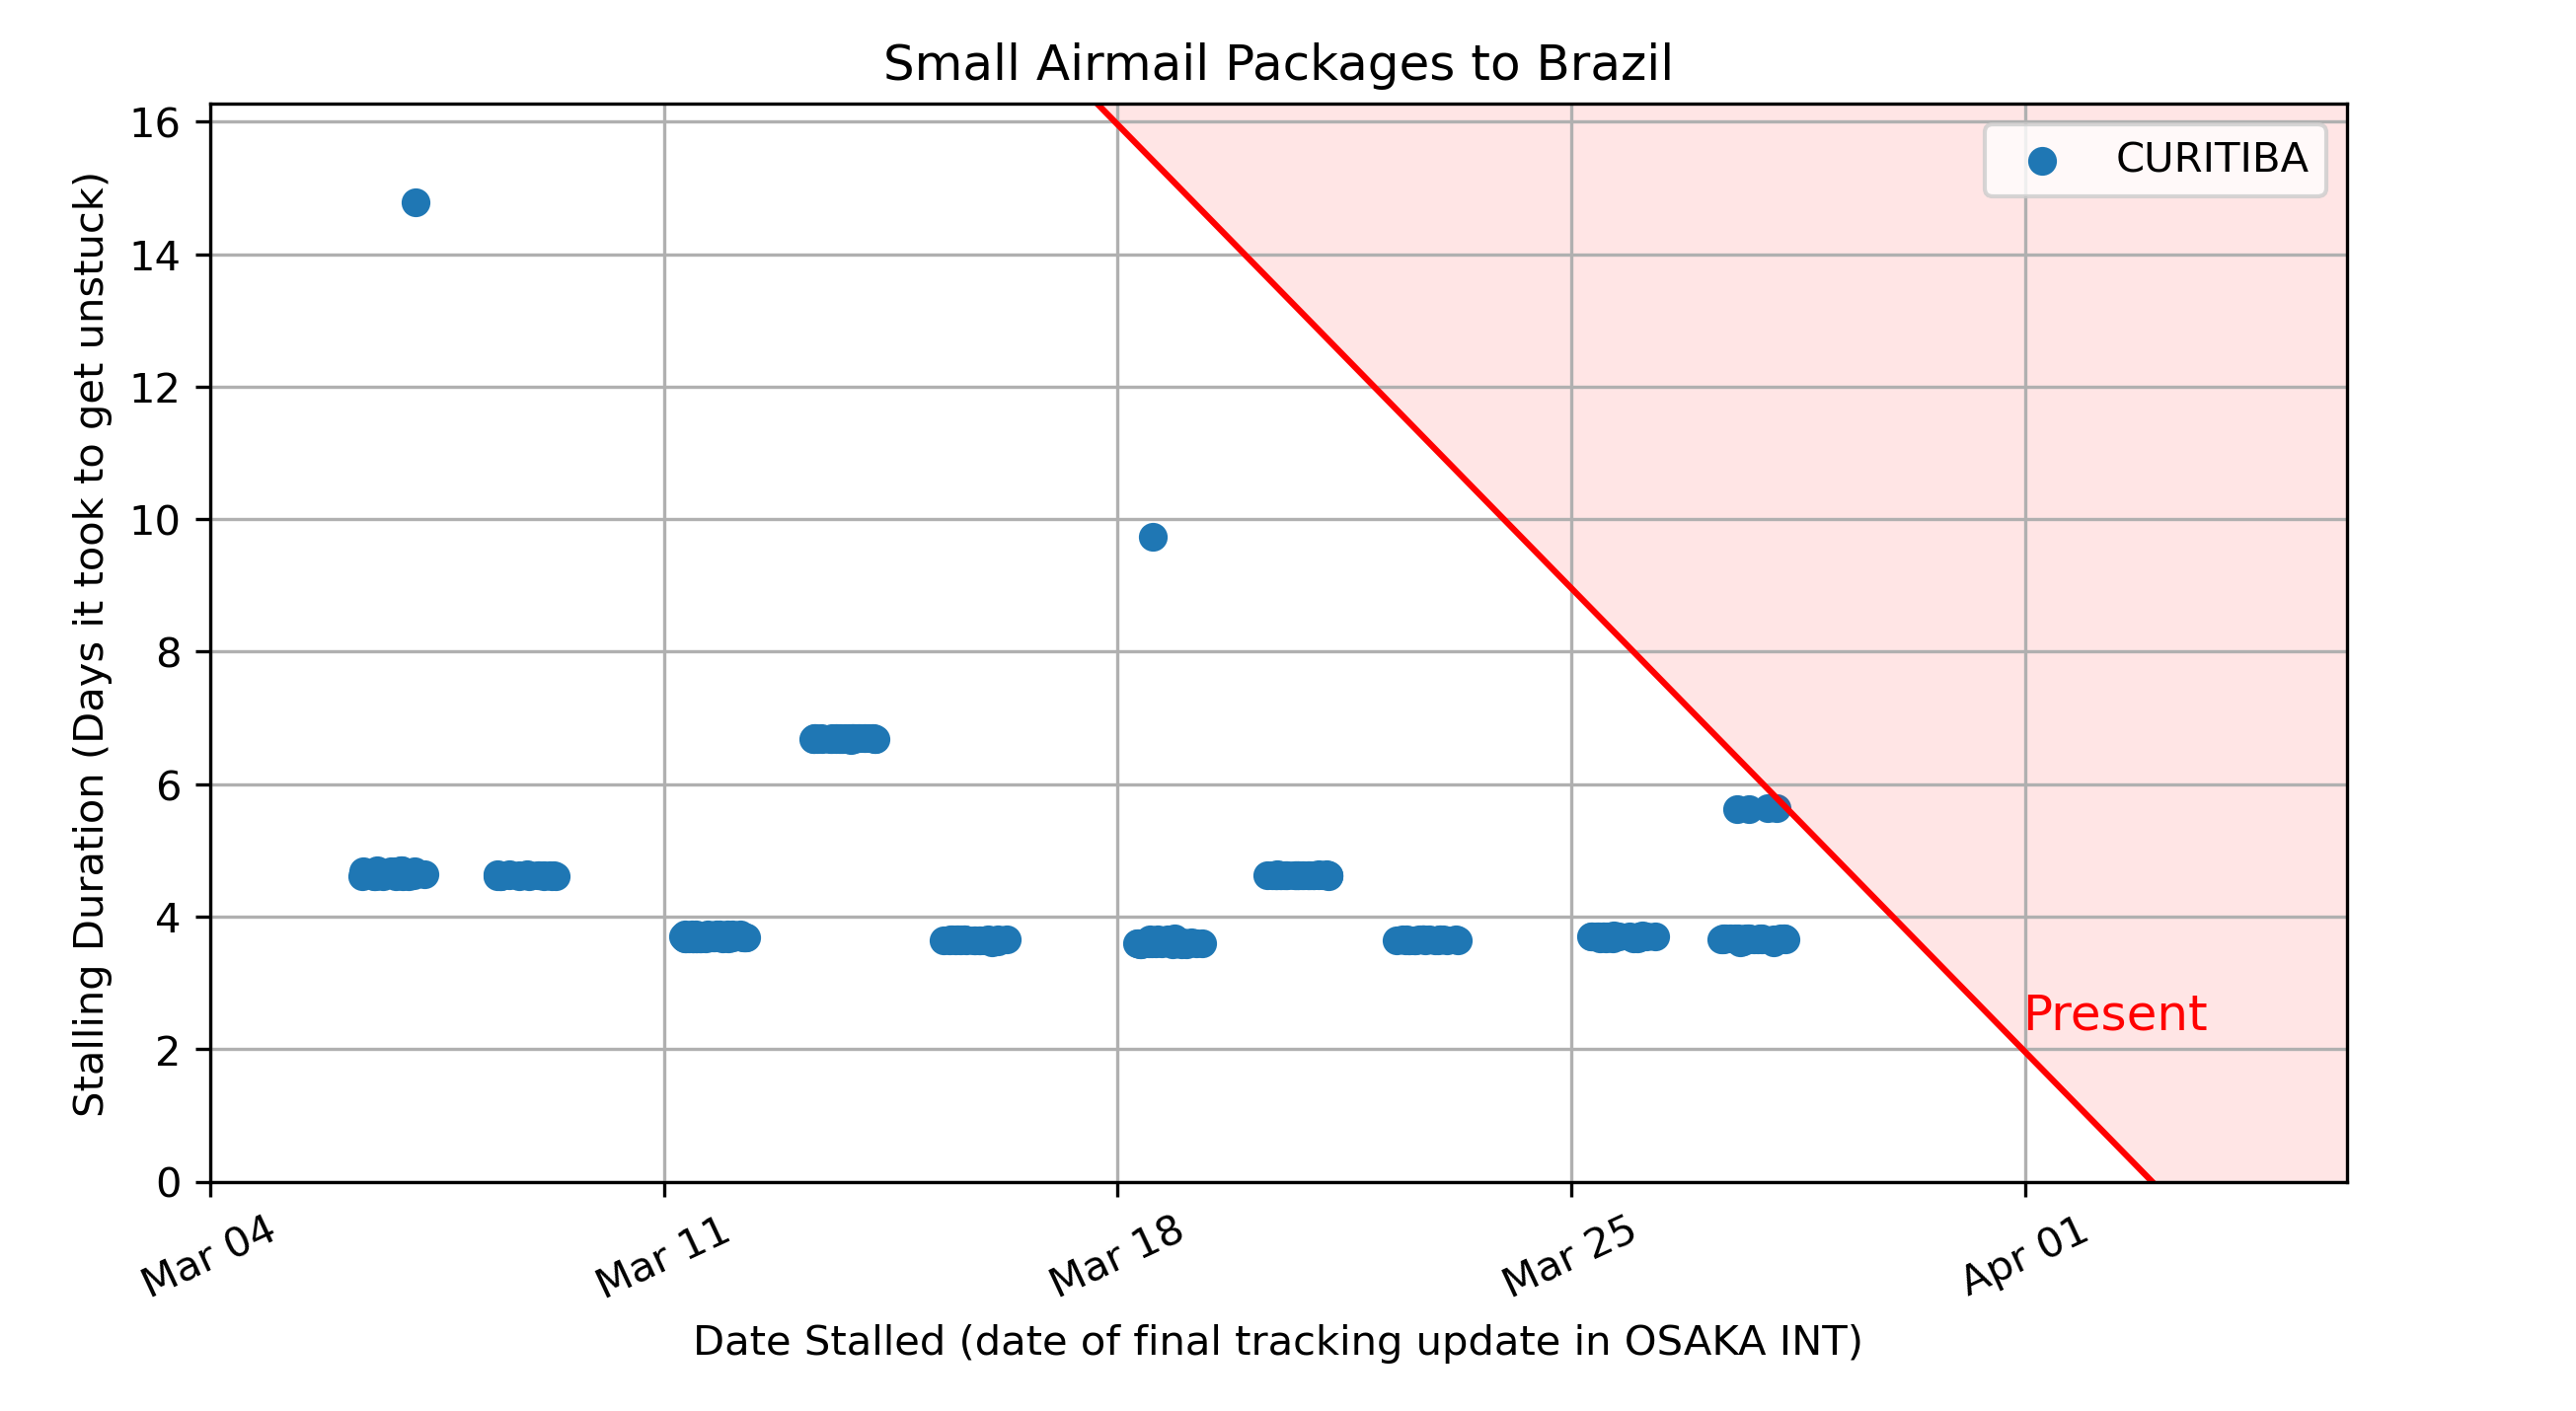 Small Airmail Packages to Brazil
Stalling Duration (Days it took to get unstuck)
16
14
12
10
8
6
4
2
0
CURITIBA
Present
Mar 04
Mar 11
Mar 18
Mar 25
Apr 01
Date Stalled (date of final tracking update in OSAKA INT)